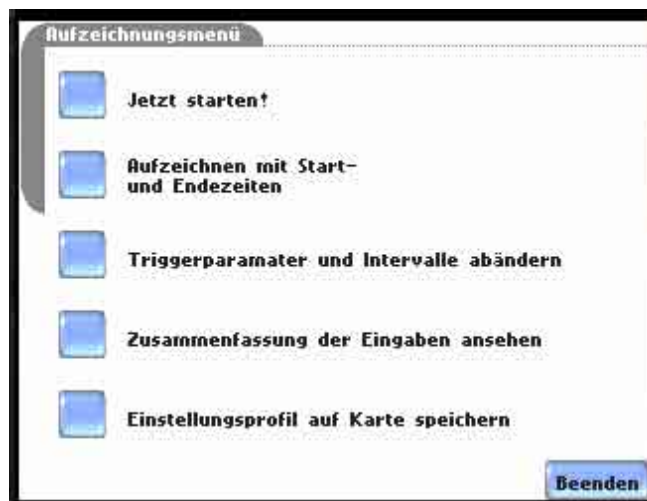 Aufzeichnungsmenü
Jetzt starten!
Aufzeichnen mit Start-
und Endezeiten
Triggerparamater und Intervalle abändern
Zusammenfassung der Eingaben ansehen
Einstellungsprofil auf Karte speichern
Beenden